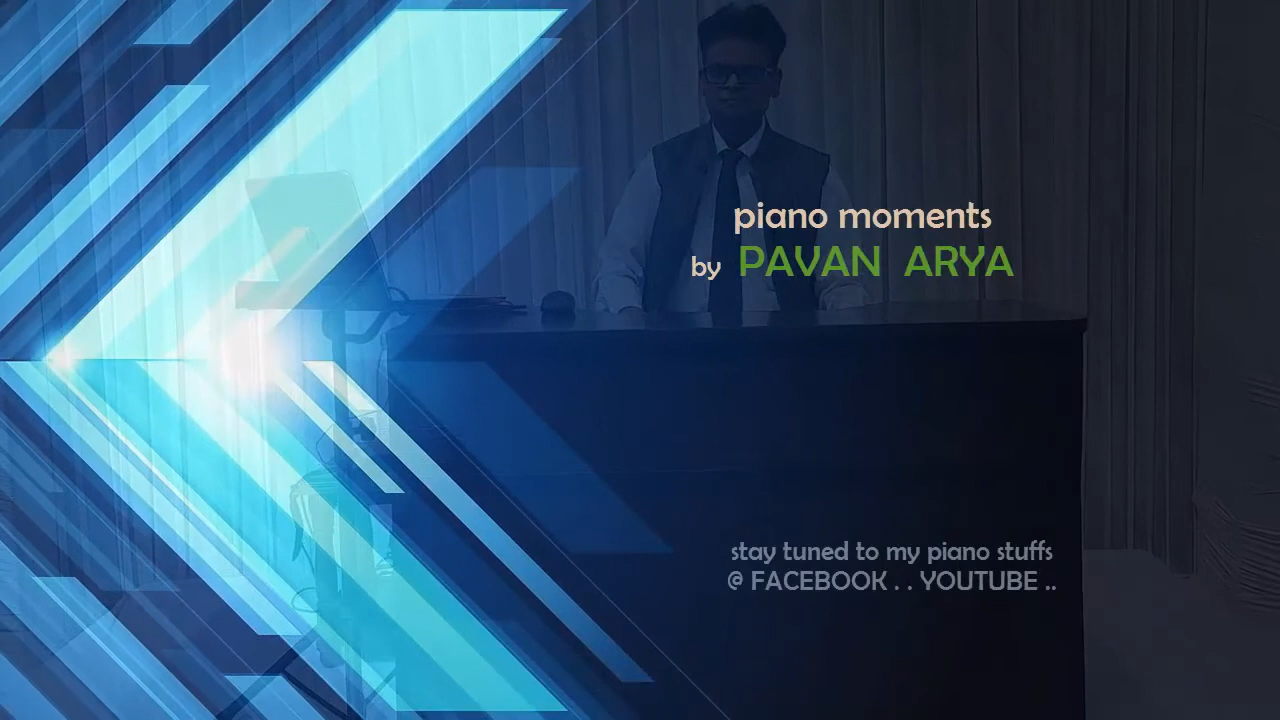 piano moments
by PAVAN ARYA
stay tuned to my piano stuffs
@ FACEBOOK . . YOUTUBE ..